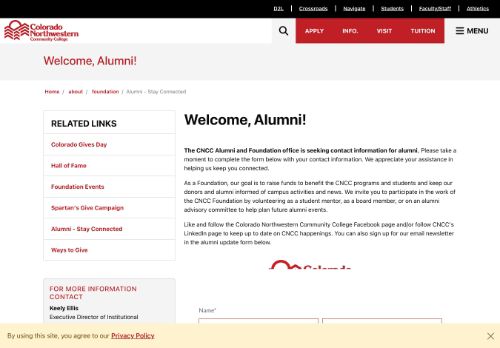 D2L | Crossroads | Navigate | Students | Faculty/Staff | Athletics
Colorado
Northwestern
Community College
APPLY INFO. VISIT TUITION MENU
Welcome, Alumni!
Home / about / foundation / Alumni - Stay Connected
RELATED LINKS
Colorado Gives Day
Hall of Fame
Foundation Events
Spartan's Give Campaign
Alumni - Stay Connected
Ways to Give
FOR MORE INFORMATION
CONTACT
Keely Ellis
Executive Director of Institutional
Welcome, Alumni!
The CNCC Alumni and Foundation office is seeking contact information for alumni. Please take a
moment to complete the form below with your contact information. We appreciate your assistance in
helping us keep you connected.
As a Foundation, our goal is to raise funds to benefit the CNCC programs and students and keep our
donors and alumni informed of campus activities and news. We invite you to participate in the work of
the CNCC Foundation by volunteering as a student mentor, as a board member, or on an alumni
advisory committee to help plan future alumni events.
Like and follow the Colorado Northwestern Community College Facebook page and/or follow CNCC's
LinkedIn page to keep up to date on CNCC happenings. You can also sign up for our email newsletter
in the alumni update form below.
Colorado
Name*
By using this site, you agree to our Privacy Policy